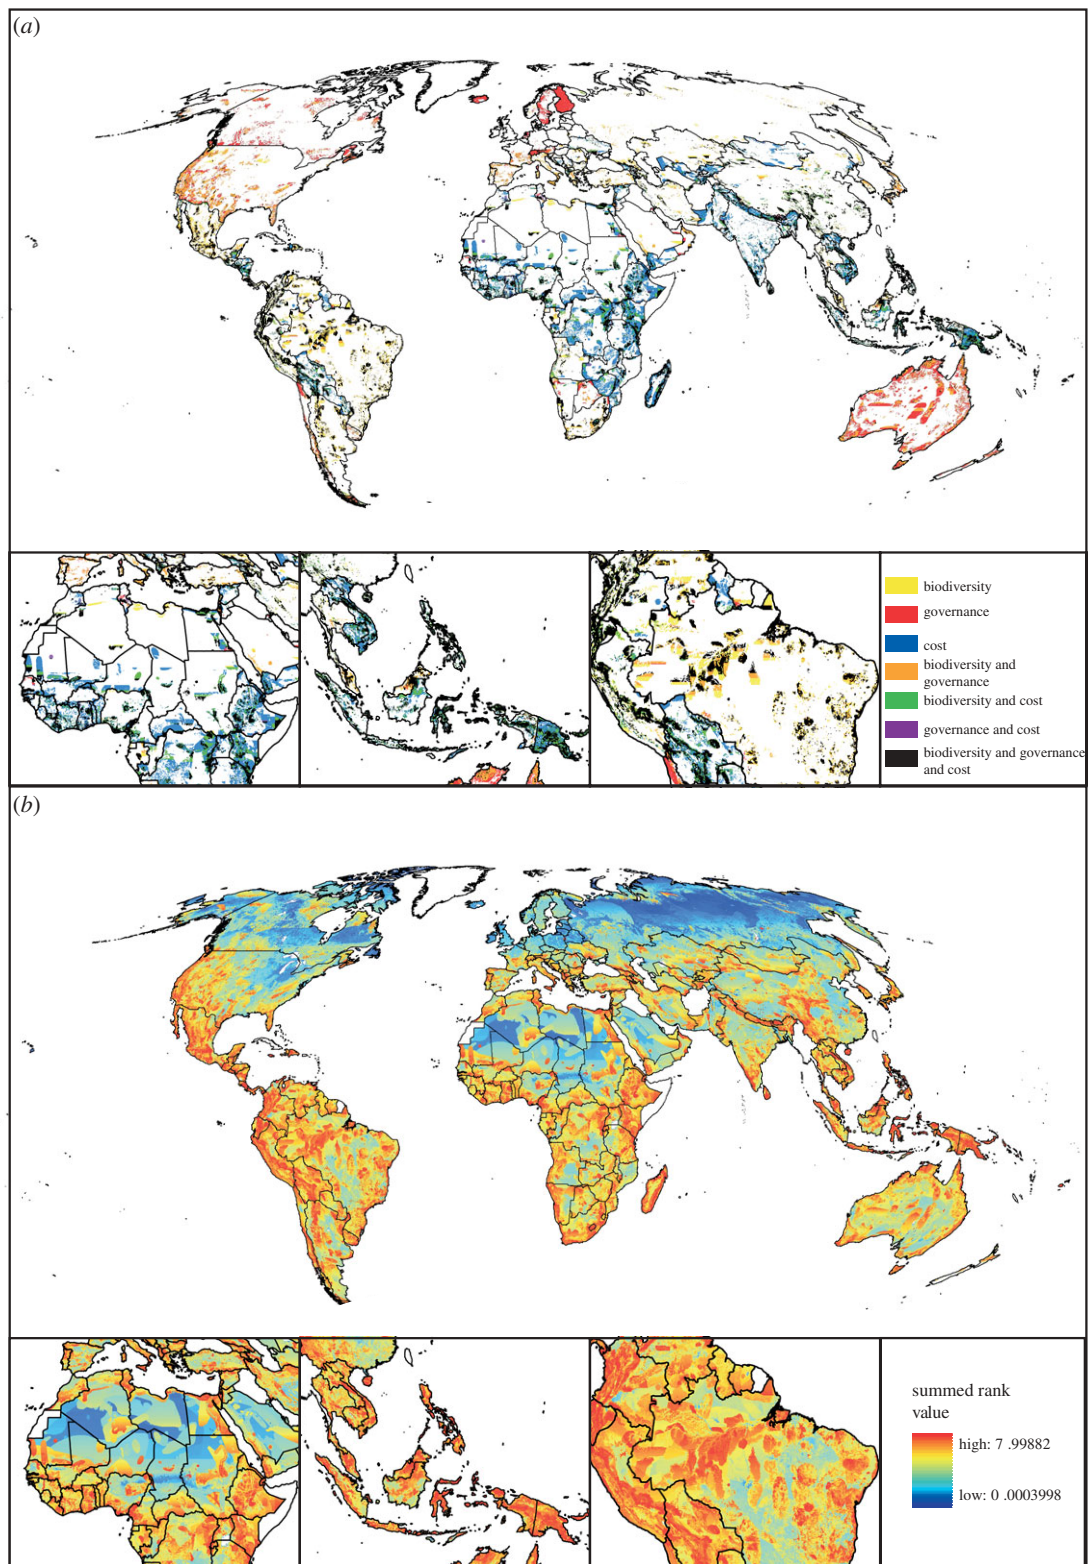 (a)
biodiversity
governance
cost
biodiversity and
governance
biodiversity and cost
governance and cost
biodiversity and governance
and cost
(b)
summed rank
value
high: 7 .99882
low: 0 .0003998